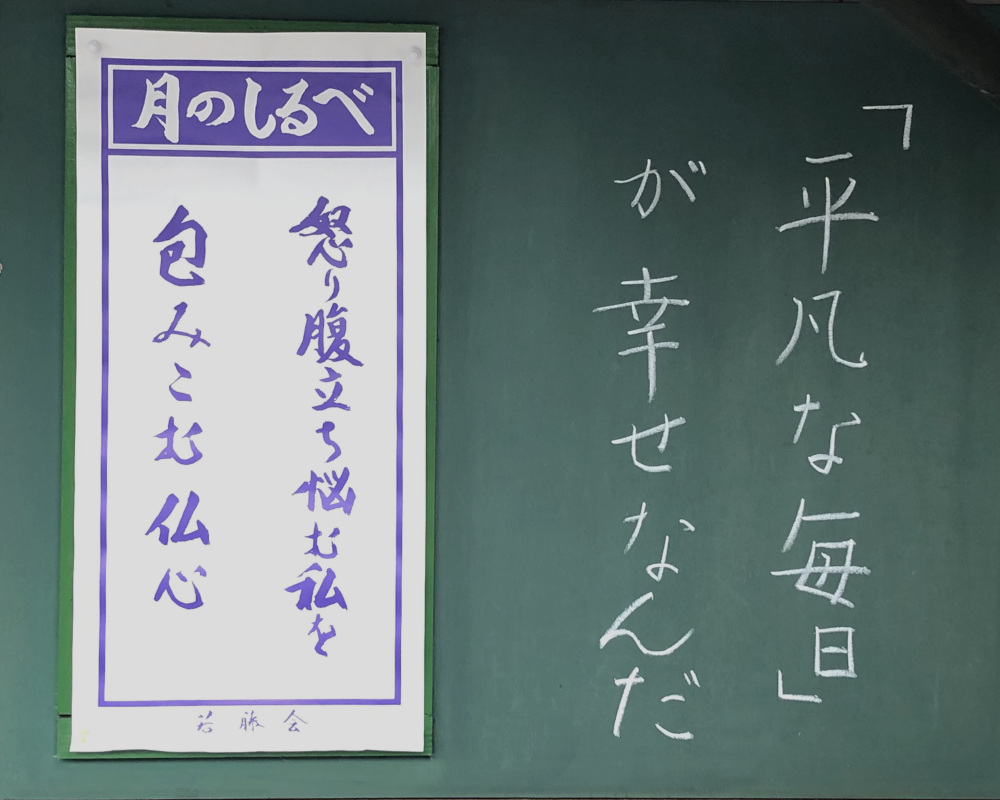 「平凡な毎日」
が幸せなんだ
月のしるべ
怒り腹立ち悩む私を
包みこむ仏心
若藤会